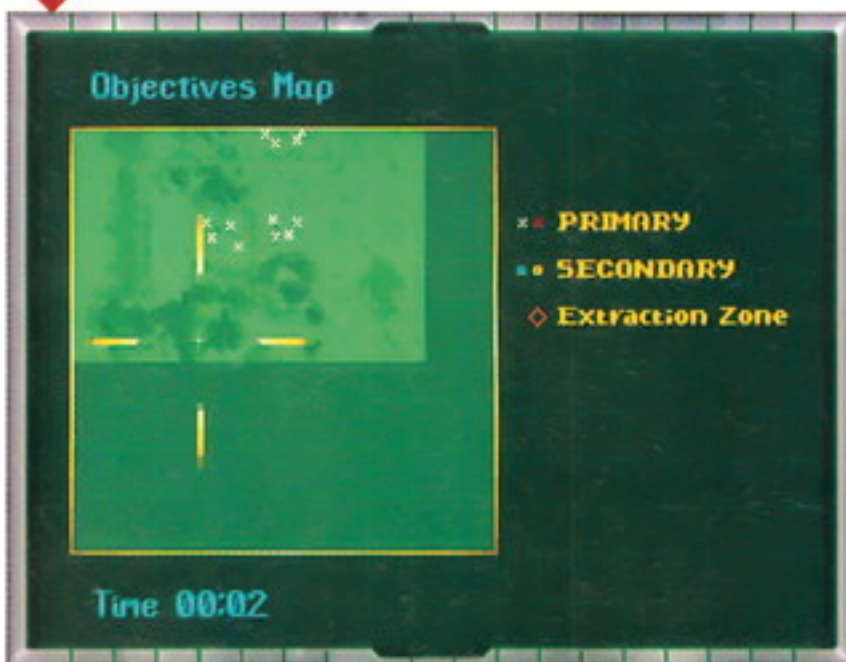 Objectives Map
PRIMARY
SECONDARY
Extraction Zone
Time 00:02